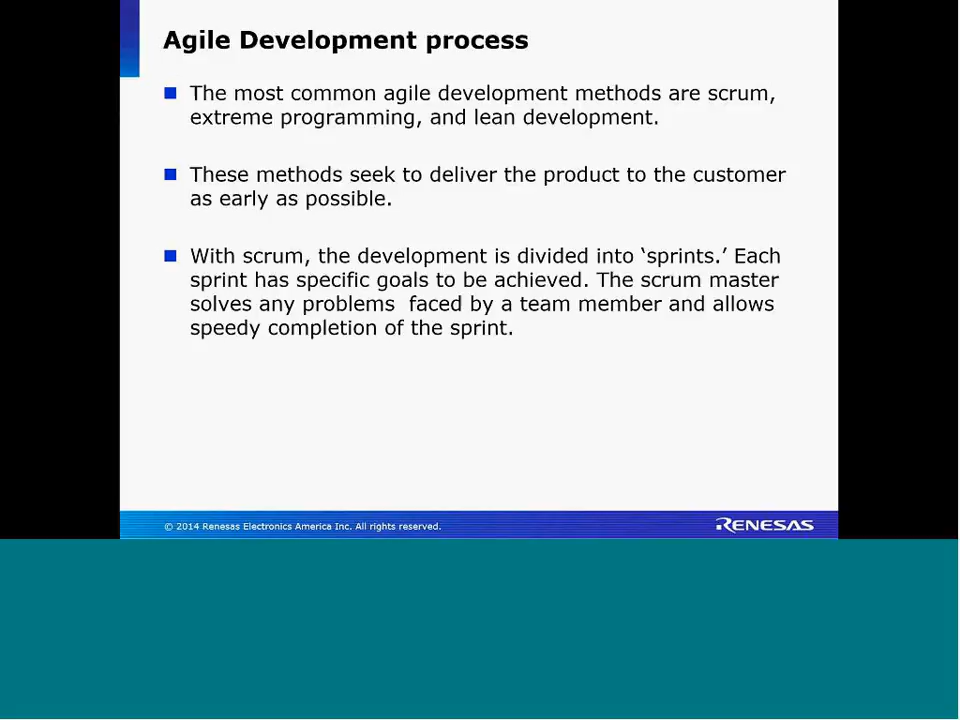 Agile Development process
The most common agile development methods are scrum,
extreme programming, and lean development.
These methods seek to deliver the product to the customer
as early as possible.
With scrum, the development is divided into ‘sprints.’ Each
sprint has specific goals to be achieved. The scrum master
solves any problems  faced by a team member and allows
speedy completion of the sprint.
© 2014 Renesas Electronics America Inc. All rights reserved.
RENESAS